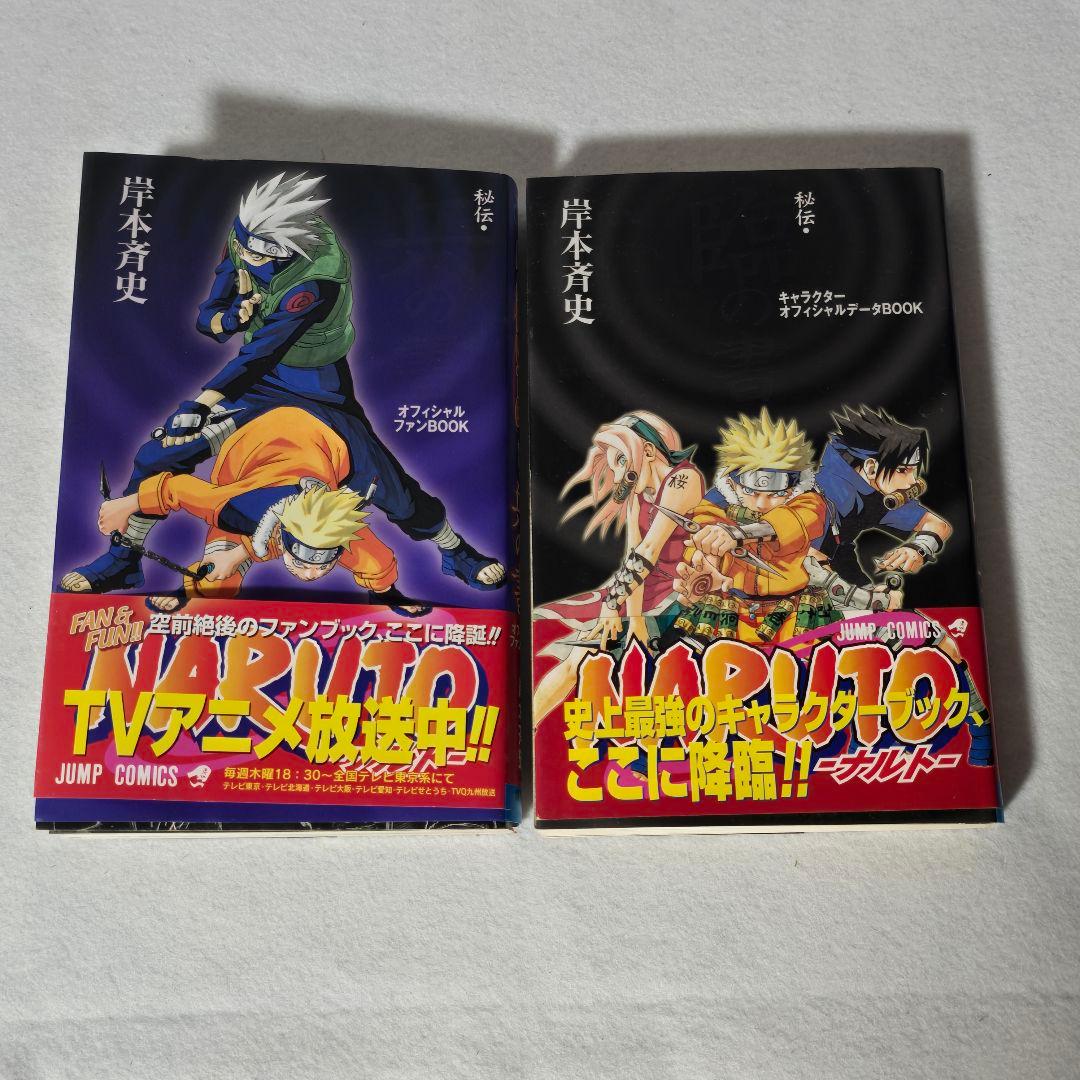 岸本斉史
秘伝・
オフィシャル
ファンBOOK
FAN &
FUN!!
空前絶後のファンブック、ここに降誕!!
NARUTO
TVアニメ放送中!!
JUMP COMICS
毎週木曜18：30〜全国テレビ東京系にて
テレビ東京・テレビ北海道・テレビ大阪・テレビ愛知・テレビせとうち・TVQ九州放送
岸本斉史
秘伝・
臨の書
キャラクター
オフィシャルデータBOOK
桜
JUMP COMICS
NARUTO
史上最強のキャラクターブック、
ここに降臨!!
-ナルト-